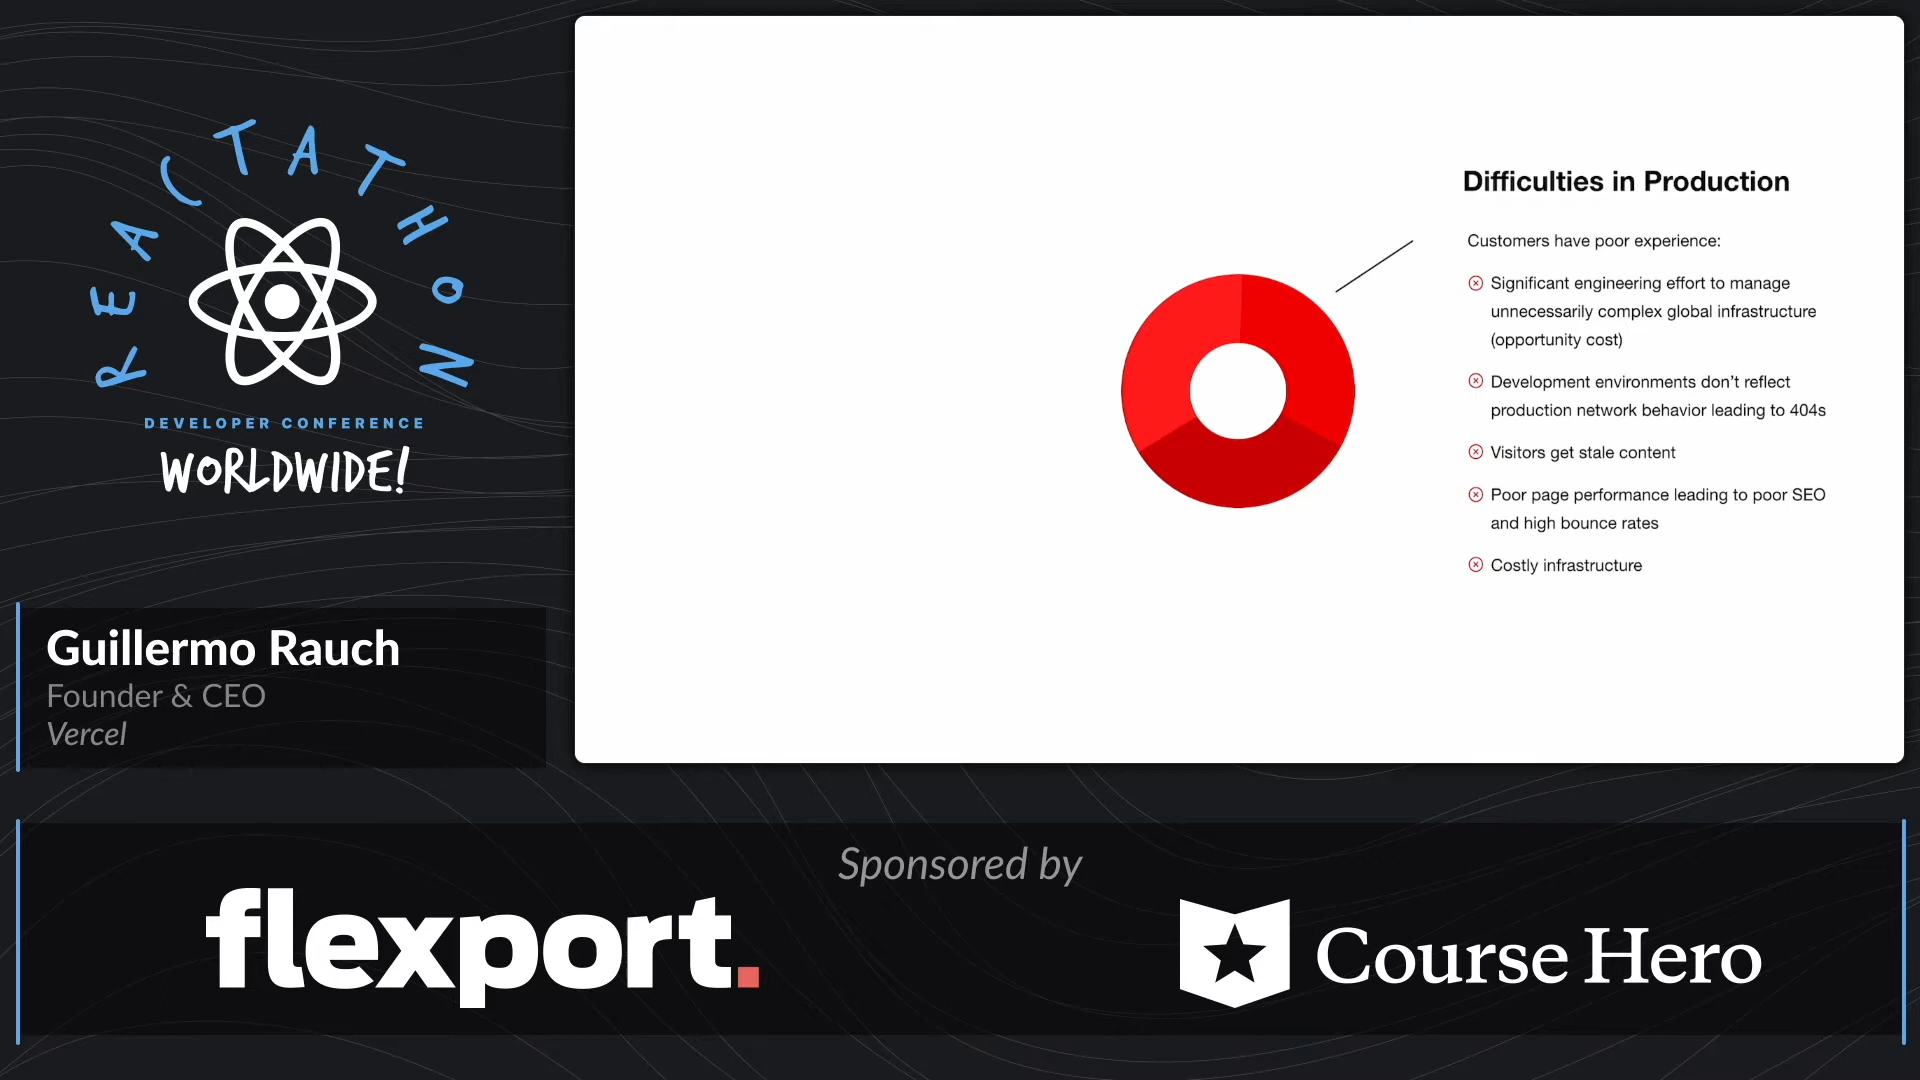 REACTATHON
DEVELOPER CONFERENCE
WORLDWIDE!
Guillermo Rauch
Founder & CEO
Vercel
Difficulties in Production
Customers have poor experience:
Significant engineering effort to manage
unnecessarily complex global infrastructure
(opportunity cost)
Development environments don’t reflect
production network behavior leading to 404s
Visitors get stale content
Poor page performance leading to poor SEO
and high bounce rates
Costly infrastructure
Sponsored by
flexport.
Course Hero